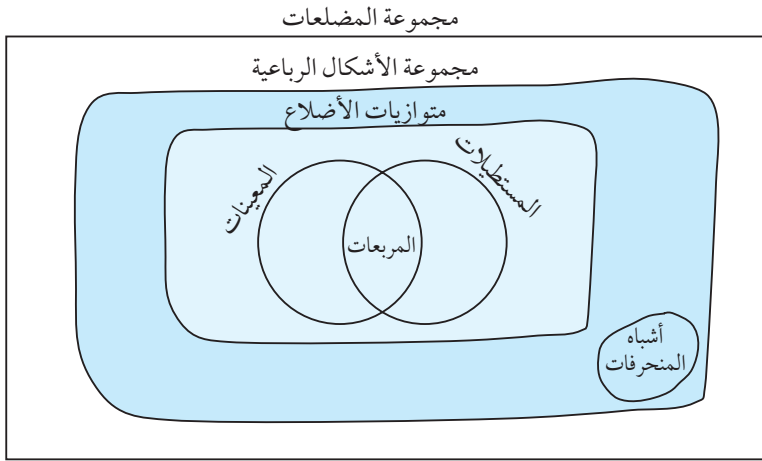 مجموعة المضلعات
مجموعة الأشكال الرباعية
متوازيات الأضلاع
المستطيلات
المعينات
المربعات
أشباه
المنحرفات